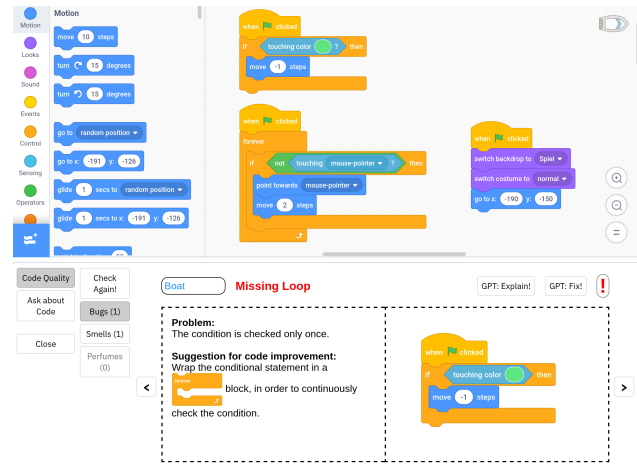 Motion
Looks
Sound
Events
Control
Sensing
Operators
Motion
move 10 steps
turn 15 degrees
turn 15 degrees
go to random position
go to x: -191 y: -126
glide 1 secs to random position
glide 1 secs to x: -191 y: -126
when clicked
if touching color ? then
move -1 steps
when clicked
forever
if not touching mouse-pointer ? then
point towards mouse-pointer
move 2 steps
when clicked
switch backdrop to Spiel
switch costume to normal
go to x: -190 y: -150
=
Code Quality
Ask about
Code
Close
Check
Again!
Bugs (1)
Smells (1)
Perfumes
(0)
Boat
Missing Loop
GPT: Explain!
GPT: Fix!
!
<
Problem:
The condition is checked only once.
Suggestion for code improvement:
Wrap the conditional statement in a
forever
block, in order to continuously
check the condition.
when clicked
if touching color ? then
move -1 steps
>